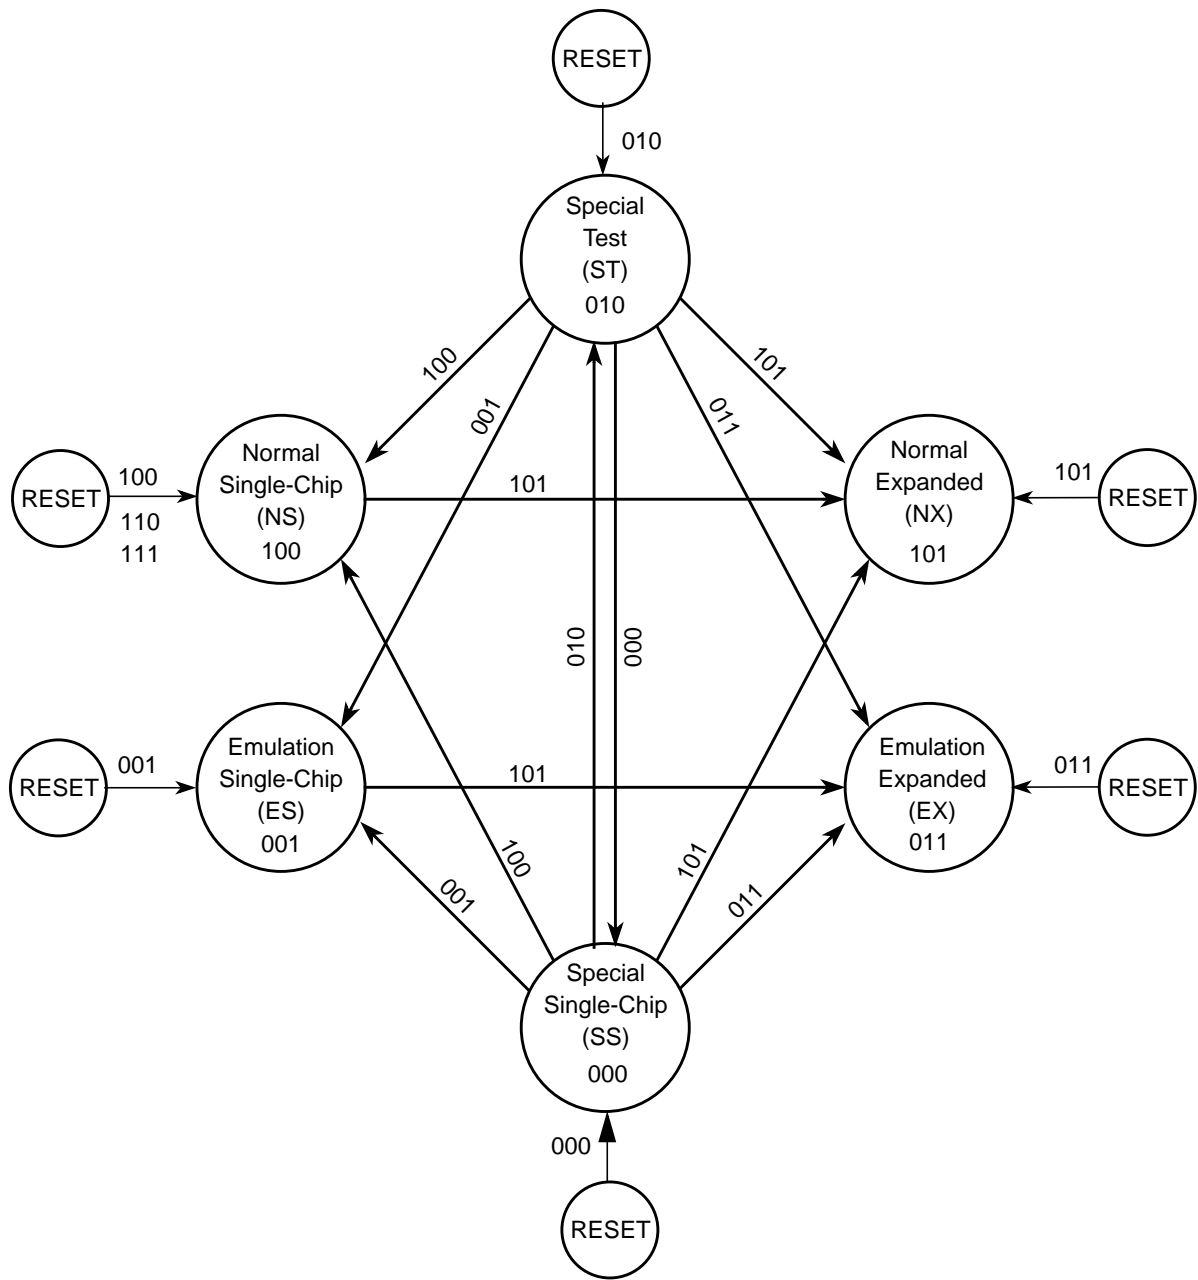 RESET
010
Special
Test
(ST)
010
100
101
001
011
Normal
Single-Chip
(NS)
100
Normal
Expanded
(NX)
101
RESET
100
110
111
101
101
RESET
010
000
Emulation
Single-Chip
(ES)
001
Emulation
Expanded
(EX)
011
RESET
001
101
011
RESET
100
101
001
011
Special
Single-Chip
(SS)
000
000
RESET